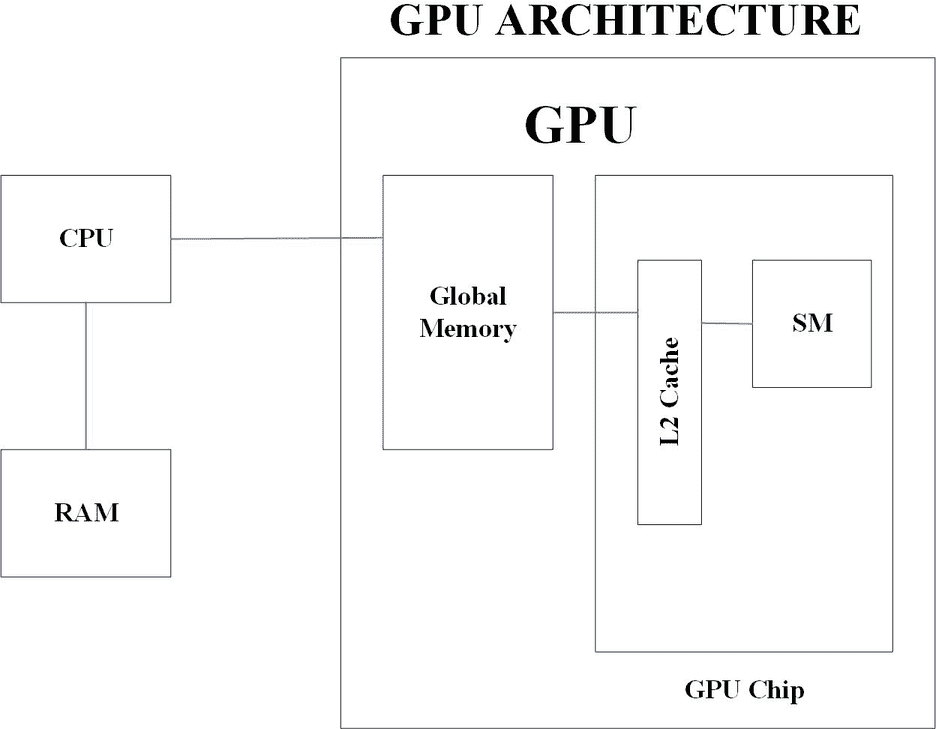 GPU ARCHITECTURE
GPU
CPU
Global
Memory
L2 Cache
SM
RAM
GPU Chip